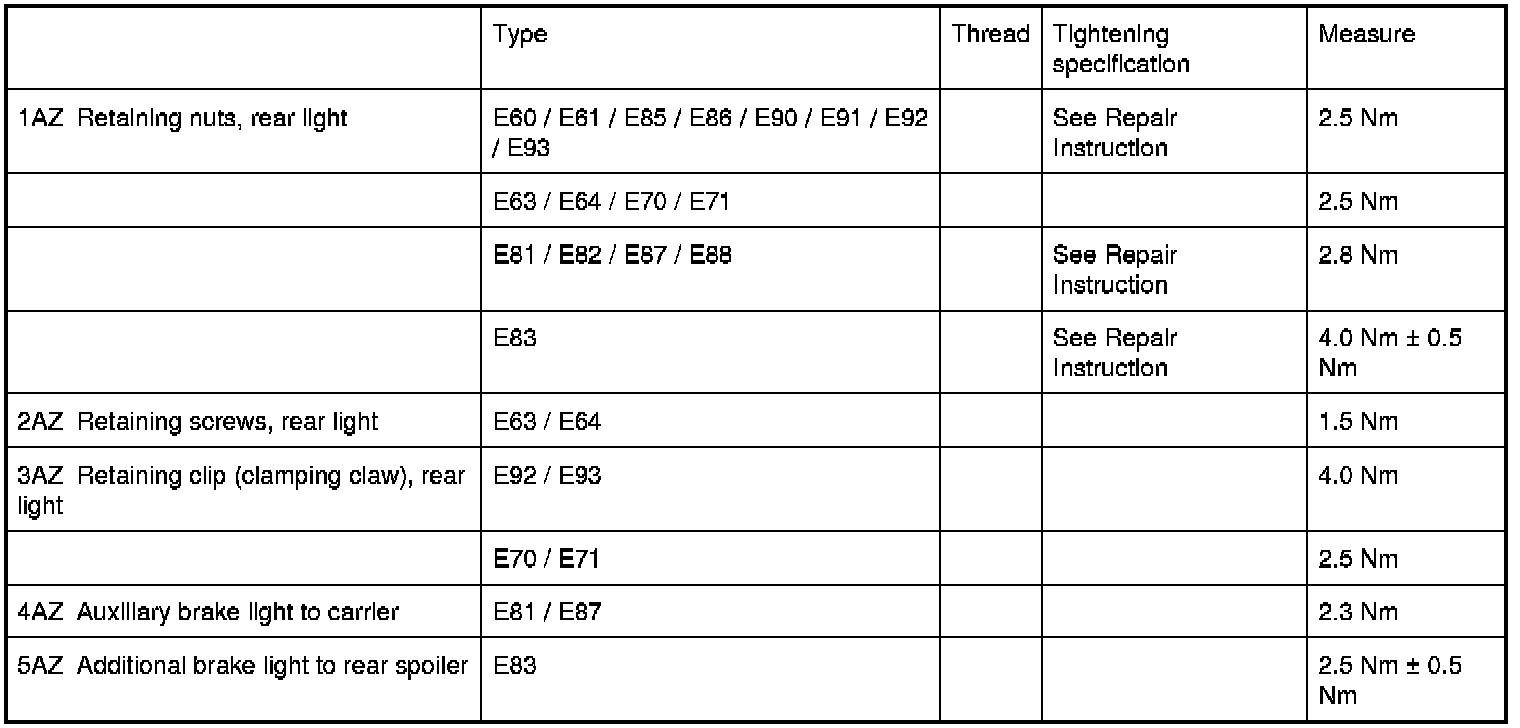 Type Thread Tightening Measure
specification
1AZ Retaining nuts, rear light E60 / E61 / E85 / E86 / E90 / E91 / E92 See Repair 2.5 Nm
/ E93 Instruction
E63 / E64 / E70 / E71 2.5 Nm
E81 / E82 / E87 / E88 See Repair 2.8 Nm
Instruction
E83 See Repair 4.0 Nm ± 0.5
Instruction Nm
2AZ Retaining screws, rear light E63 / E64 1.5 Nm
3AZ Retaining clip (clamping claw), rear E92 / E93 4.0 Nm
light
E70 / E71 2.5 Nm
4AZ Auxiliary brake light to carrier E81 / E87 2.3 Nm
5AZ Additional brake light to rear spoiler E83 2.5 Nm ± 0.5
Nm